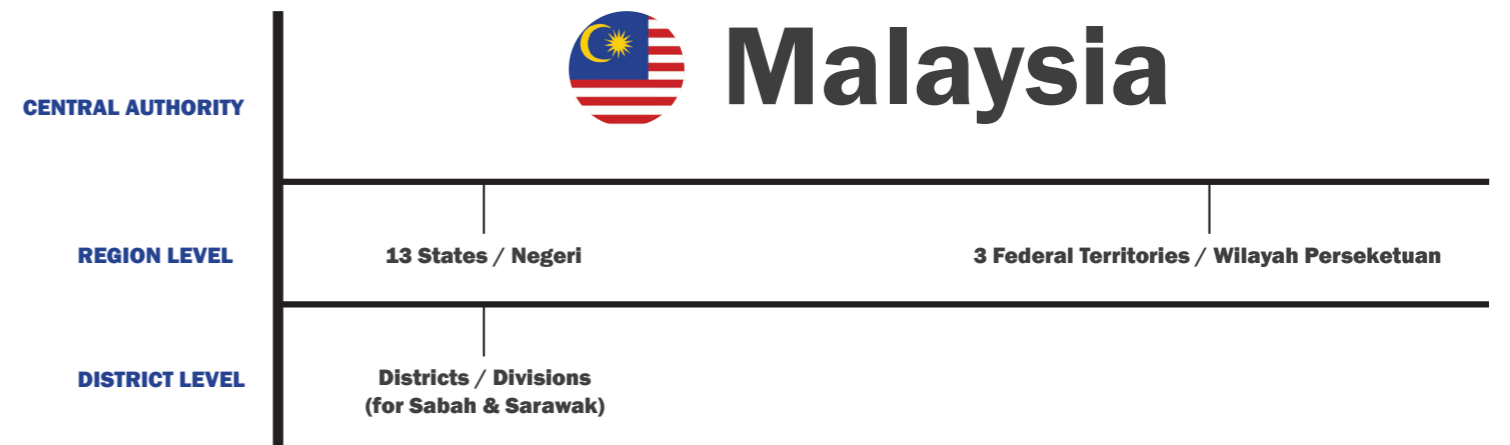 Malaysia
CENTRAL AUTHORITY
REGION LEVEL
13 States / Negeri
3 Federal Territories / Wilayah Perseketuan
DISTRICT LEVEL
Districts / Divisions
(for Sabah & Sarawak)